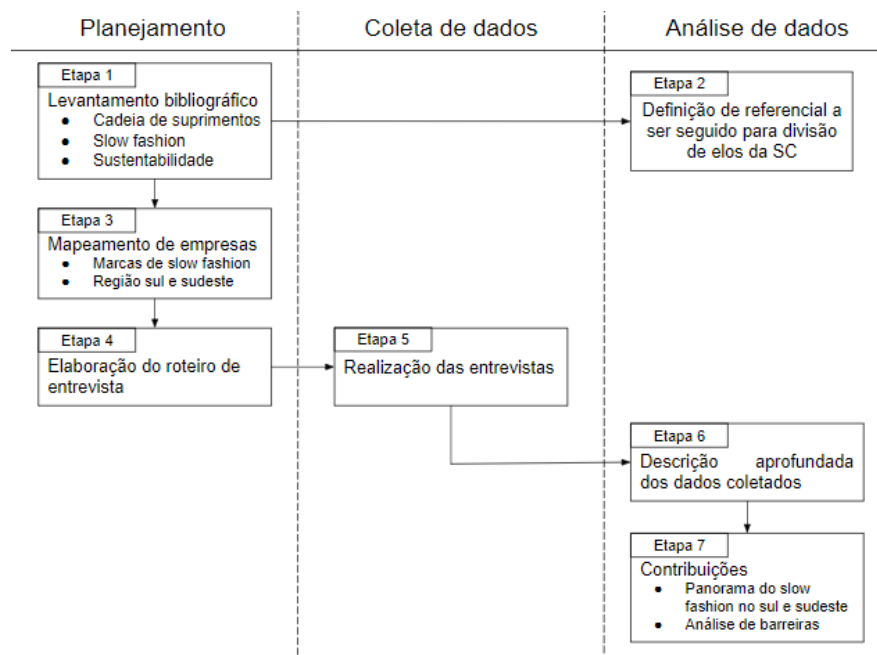 Planejamento
Coleta de dados
Análise de dados
Etapa 1
Levantamento bibliográfico
● Cadeia de suprimentos
● Slow fashion
● Sustentabilidade
Etapa 2
Definição de referencial a
ser seguido para divisão
de elos da SC
Etapa 3
Mapeamento de empresas
● Marcas de slow fashion
● Região sul e sudeste
Etapa 4
Elaboração do roteiro de
entrevista
Etapa 5
Realização das entrevistas
Etapa 6
Descrição aprofundada
dos dados coletados
Etapa 7
Contribuições
● Panorama do slow
fashion no sul e sudeste
● Análise de barreiras